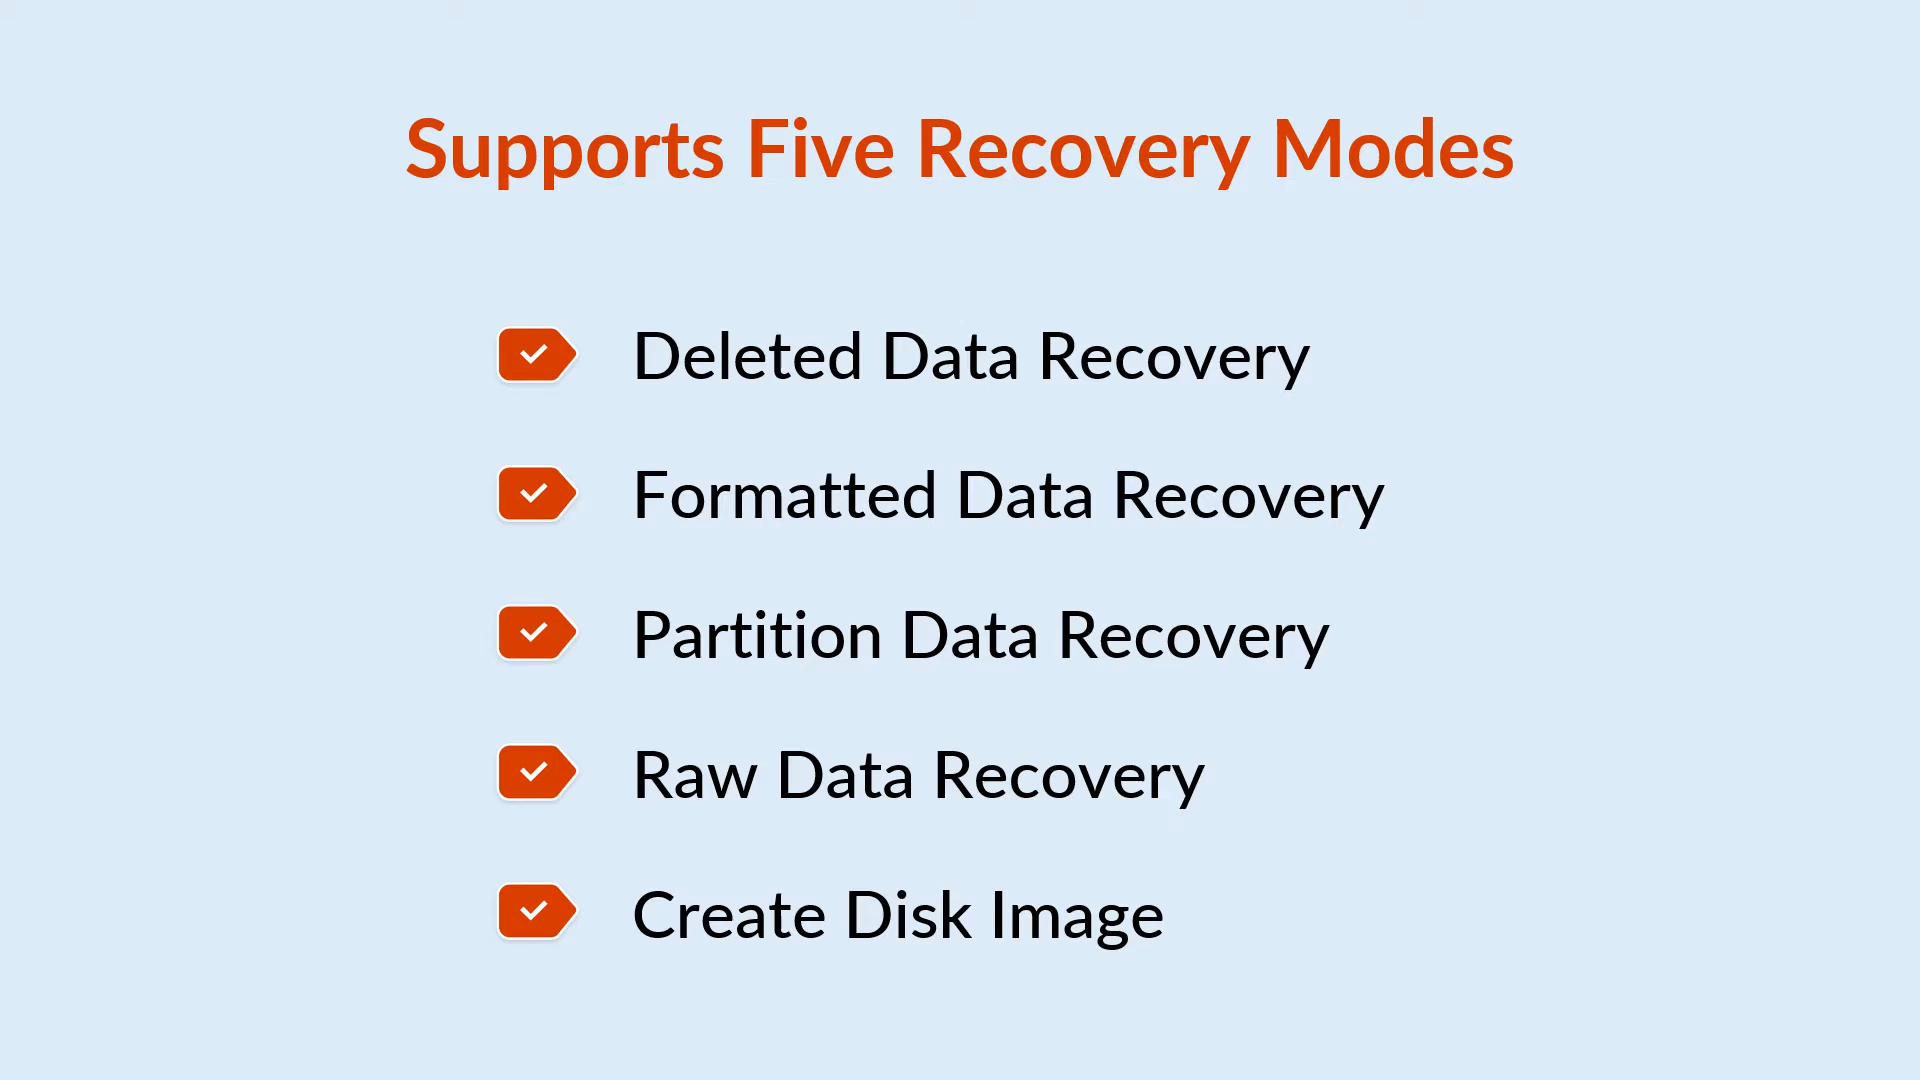 Supports Five Recovery Modes
Deleted Data Recovery
Formatted Data Recovery
Partition Data Recovery
Raw Data Recovery
Create Disk Image